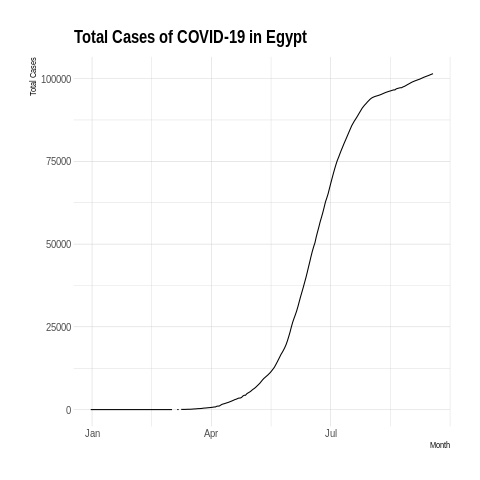 Total Cases of COVID-19 in Egypt
Total Cases
100000
75000
50000
25000
0
Jan
Apr
Jul
Month